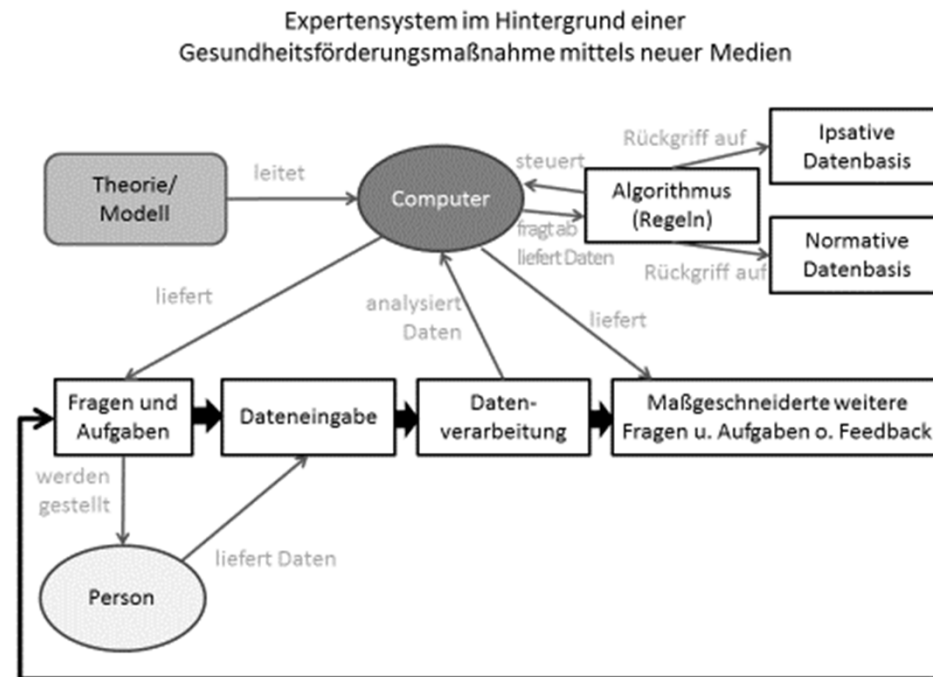 Expertensystem im Hintergrund einer
Gesundheitsförderungsmaßnahme mittels neuer Medien
Theorie/
Modell
leitet
Computer
steuert
fragt ab
liefert Daten
Algorithmus
(Regeln)
Rückgriff auf
Ipsative
Datenbasis
Rückgriff auf
Normative
Datenbasis
liefert
analysiert
Daten
liefert
Fragen und
Aufgaben
Dateneingabe
Daten-
verarbeitung
Maßgeschneiderte weitere
Fragen u. Aufgaben o. Feedback
werden
gestellt
liefert Daten
Person